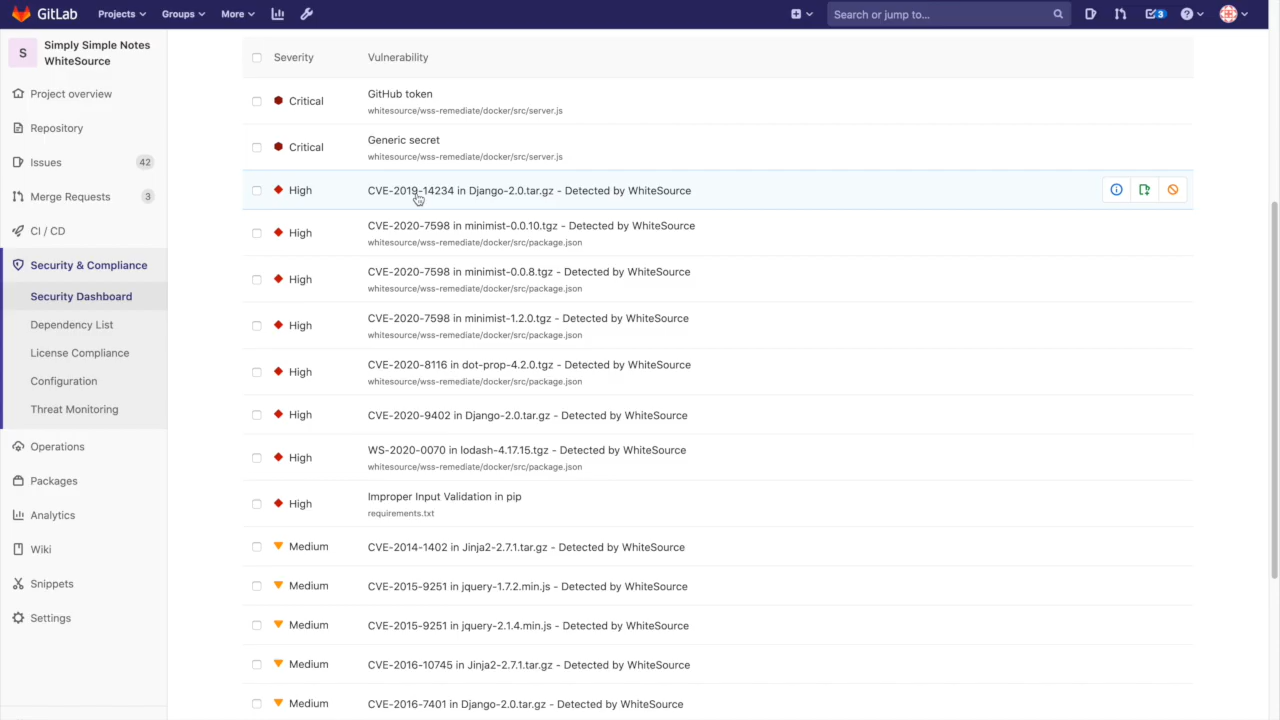 GitLab Projects Groups More Search or jump to... 3
S Simply Simple Notes WhiteSource
Project overview
Repository
Issues 42
Merge Requests 3
CI / CD
Security & Compliance
Security Dashboard
Dependency List
License Compliance
Configuration
Threat Monitoring
Operations
Packages
Analytics
Wiki
Snippets
Settings
Severity Vulnerability
Critical GitHub token
whitesource/wss-remediate/docker/src/server.js
Critical Generic secret
whitesource/wss-remediate/docker/src/server.js
High CVE-2019-14234 in Django-2.0.tar.gz - Detected by WhiteSource
High CVE-2020-7598 in minimist-0.0.10.tgz - Detected by WhiteSource
whitesource/wss-remediate/docker/src/package.json
High CVE-2020-7598 in minimist-0.0.8.tgz - Detected by WhiteSource
whitesource/wss-remediate/docker/src/package.json
High CVE-2020-7598 in minimist-1.2.0.tgz - Detected by WhiteSource
whitesource/wss-remediate/docker/src/package.json
High CVE-2020-8116 in dot-prop-4.2.0.tgz - Detected by WhiteSource
whitesource/wss-remediate/docker/src/package.json
High CVE-2020-9402 in Django-2.0.tar.gz - Detected by WhiteSource
High WS-2020-0070 in lodash-4.17.15.tgz - Detected by WhiteSource
whitesource/wss-remediate/docker/src/package.json
High Improper Input Validation in pip
requirements.txt
Medium CVE-2014-1402 in Jinja2-2.7.1.tar.gz - Detected by WhiteSource
Medium CVE-2015-9251 in jquery-1.7.2.min.js - Detected by WhiteSource
Medium CVE-2015-9251 in jquery-2.1.4.min.js - Detected by WhiteSource
Medium CVE-2016-10745 in Jinja2-2.7.1.tar.gz - Detected by WhiteSource
Medium CVE-2016-7401 in Django-2.0.tar.gz - Detected by WhiteSource